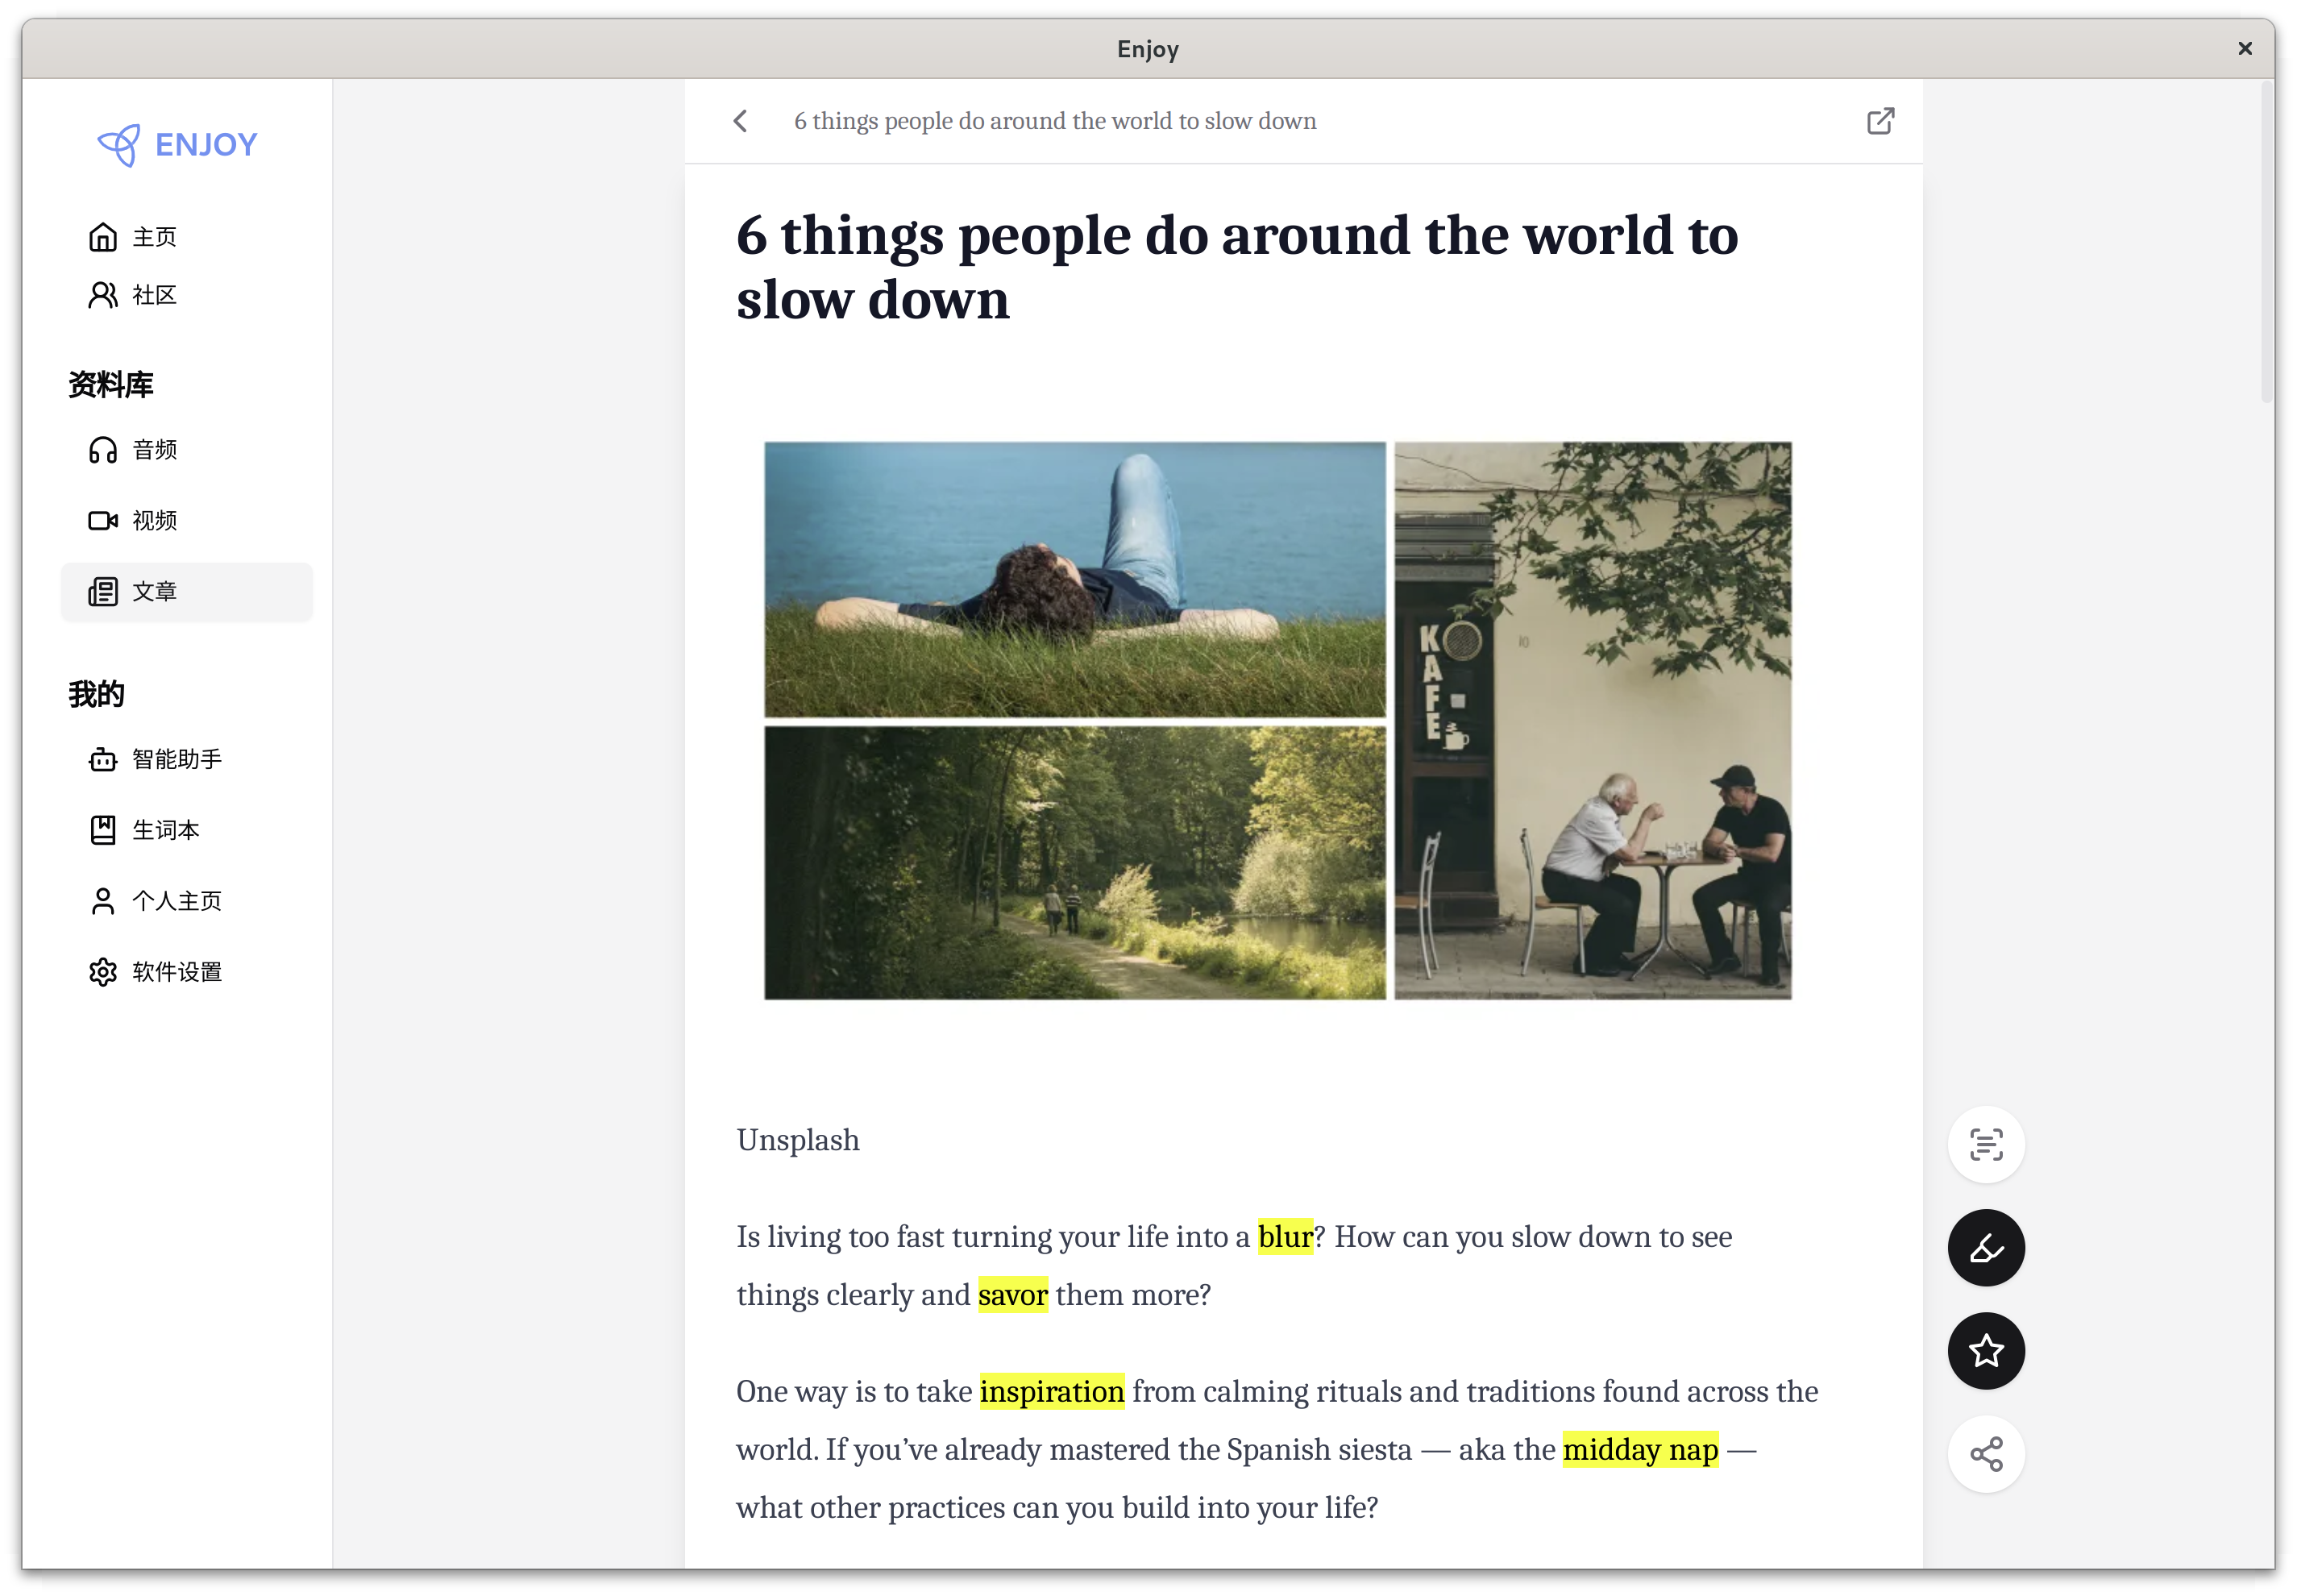 Enjoy
ENJOY
主页
社区
资料库
音频
视频
文章
我的
智能助手
生词本
个人主页
软件设置
6 things people do around the world to slow down
6 things people do around the world to
slow down
KAFE
10
Unsplash
Is living too fast turning your life into a blur? How can you slow down to see
things clearly and savor them more?
One way is to take inspiration from calming rituals and traditions found across the
world. If you’ve already mastered the Spanish siesta — aka the midday nap —
what other practices can you build into your life?